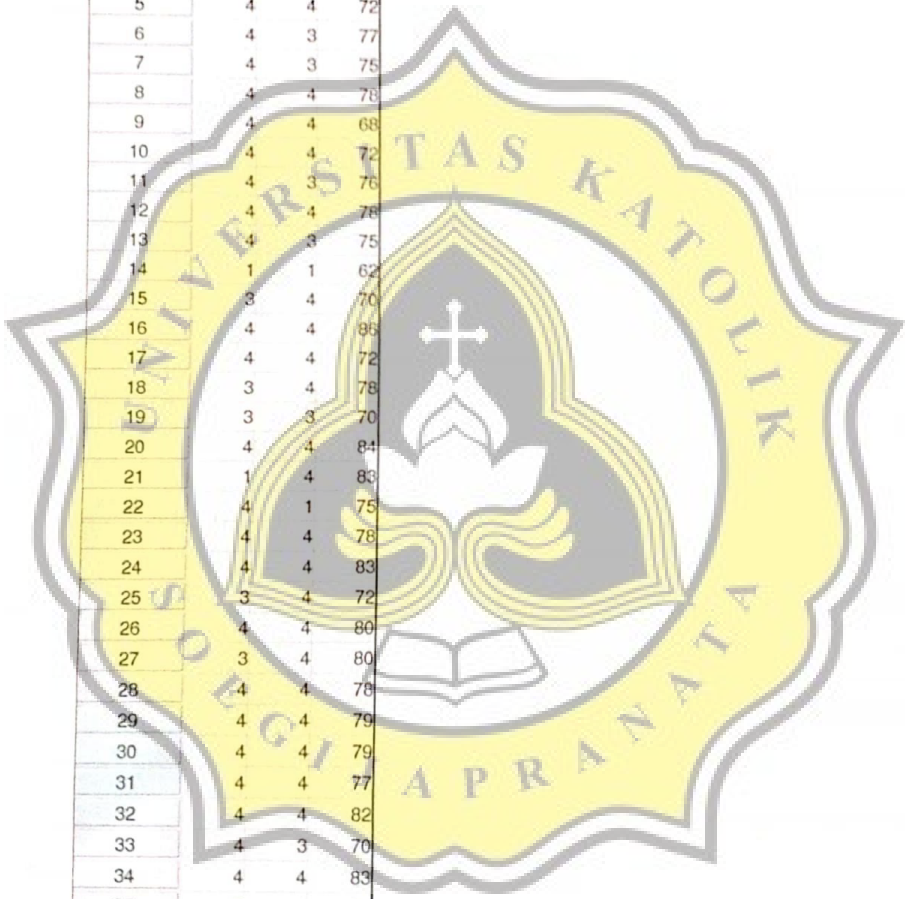 5 4 4 72
6 4 3 77
7 4 3 75
8 4 4 78
9 4 4 68
10 4 4 72
11 4 3 76
12 4 4 78
13 4 3 75
14 1 1 62
15 3 4 70
16 4 4 86
17 4 4 72
18 3 4 78
19 3 3 70
20 4 4 84
21 1 4 83
22 4 1 75
23 4 4 78
24 4 4 83
25 3 4 72
26 4 4 80
27 3 4 80
28 4 4 78
29 4 4 79
30 4 4 79
31 4 4 77
32 4 4 82
33 4 3 70
34 4 4 83
UNIVERSITAS KATOLIK
SOEGIJAPRANATA